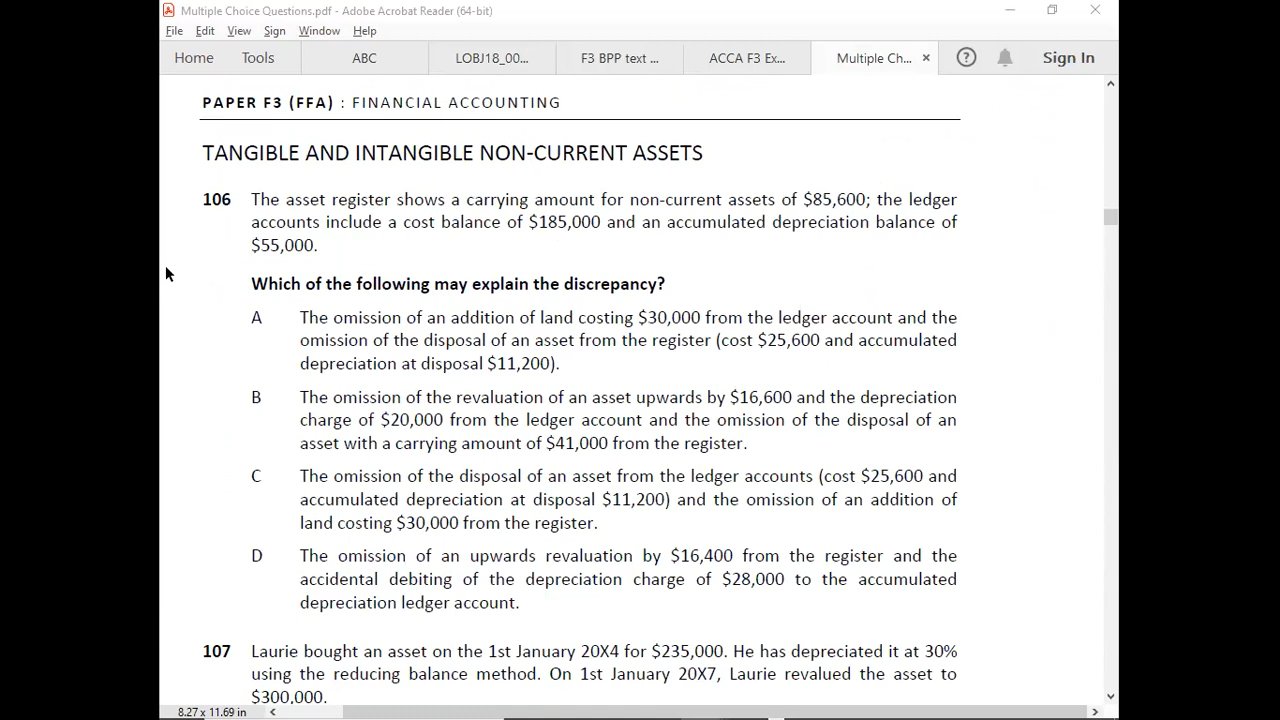 Multiple Choice Questions.pdf - Adobe Acrobat Reader (64-bit)
File Edit View Sign Window Help
Home Tools ABC LOBJ18_00... F3 BPP text ... ACCA F3 Ex... Multiple Ch... × ? Sign In
PAPER F3 (FFA) : FINANCIAL ACCOUNTING
TANGIBLE AND INTANGIBLE NON-CURRENT ASSETS
106 The asset register shows a carrying amount for non-current assets of $85,600; the ledger
accounts include a cost balance of $185,000 and an accumulated depreciation balance of
$55,000.
Which of the following may explain the discrepancy?
A The omission of an addition of land costing $30,000 from the ledger account and the
omission of the disposal of an asset from the register (cost $25,600 and accumulated
depreciation at disposal $11,200).
B The omission of the revaluation of an asset upwards by $16,600 and the depreciation
charge of $20,000 from the ledger account and the omission of the disposal of an
asset with a carrying amount of $41,000 from the register.
C The omission of the disposal of an asset from the ledger accounts (cost $25,600 and
accumulated depreciation at disposal $11,200) and the omission of an addition of
land costing $30,000 from the register.
D The omission of an upwards revaluation by $16,400 from the register and the
accidental debiting of the depreciation charge of $28,000 to the accumulated
depreciation ledger account.
107 Laurie bought an asset on the 1st January 20X4 for $235,000. He has depreciated it at 30%
using the reducing balance method. On 1st January 20X7, Laurie revalued the asset to
$300,000.
8.27 x 11.69 in